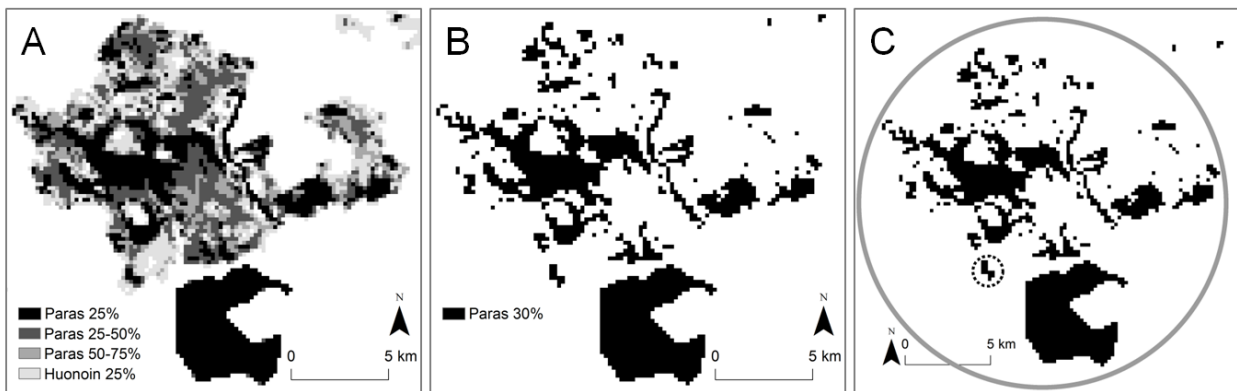 A
Paras 25%
Paras 25-50%
Paras 50-75%
Huonoin 25%
N
0 5 km
B
Paras 30%
N
0 5 km
C
N
0 5 km